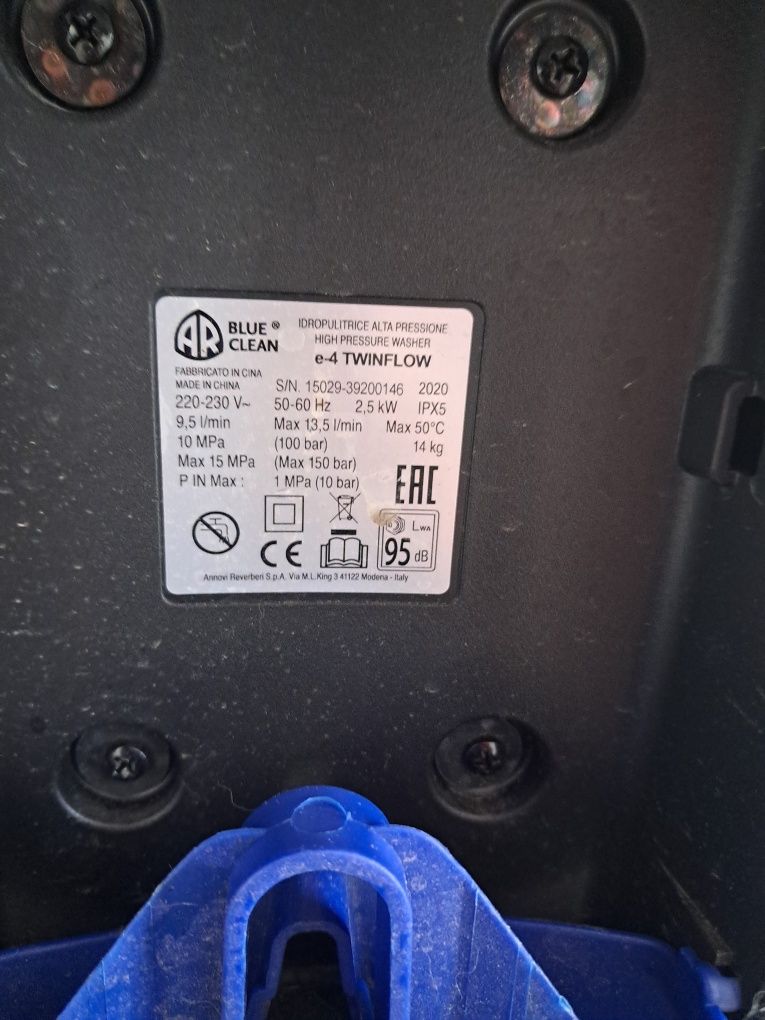 AR BLUE ® CLEAN
IDROPULITRICE ALTA PRESSIONE
HIGH PRESSURE WASHER
e-4 TWINFLOW
FABBRICATO IN CINA
MADE IN CHINA
S/N. 15029-39200146 2020
220-230 V~ 50-60 Hz 2,5 kW IPX5
9,5 l/min Max 13,5 l/min Max 50°C
10 MPa (100 bar) 14 kg
Max 15 MPa (Max 150 bar)
P IN Max : 1 MPa (10 bar)
EAC
CE
LWA
95 dB
Annovi Reverberi S.p.A. Via M.L.King 3 41122 Modena - Italy